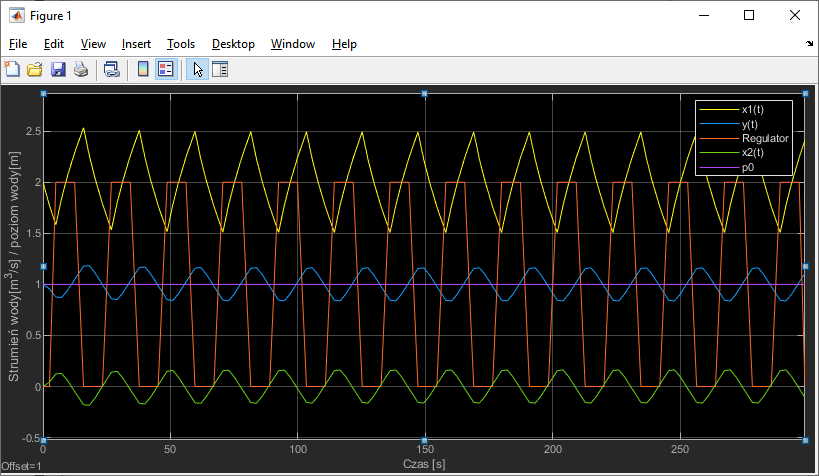 Figure 1
File Edit View Insert Tools Desktop Window Help
x1(t)
y(t)
Regulator
x2(t)
p0
2.5
2
1.5
1
0.5
0
-0.5
Strumień wody[m³/s] / poziom wody[m]
0 50 100 150 200 250
Czas [s]
Offset=1